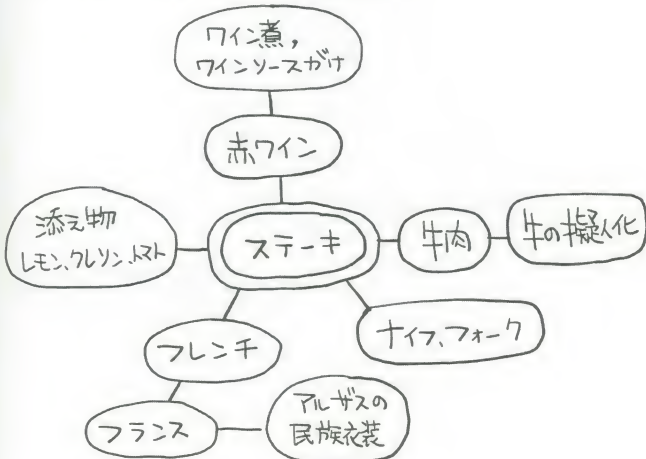 ワイン煮,
ワインソースがけ
赤ワイン
添え物
レモン、クレソン、トマト
ステーキ
牛肉
牛の擬人化
ナイフ、フォーク
フレンチ
フランス
アルザスの
民族衣装